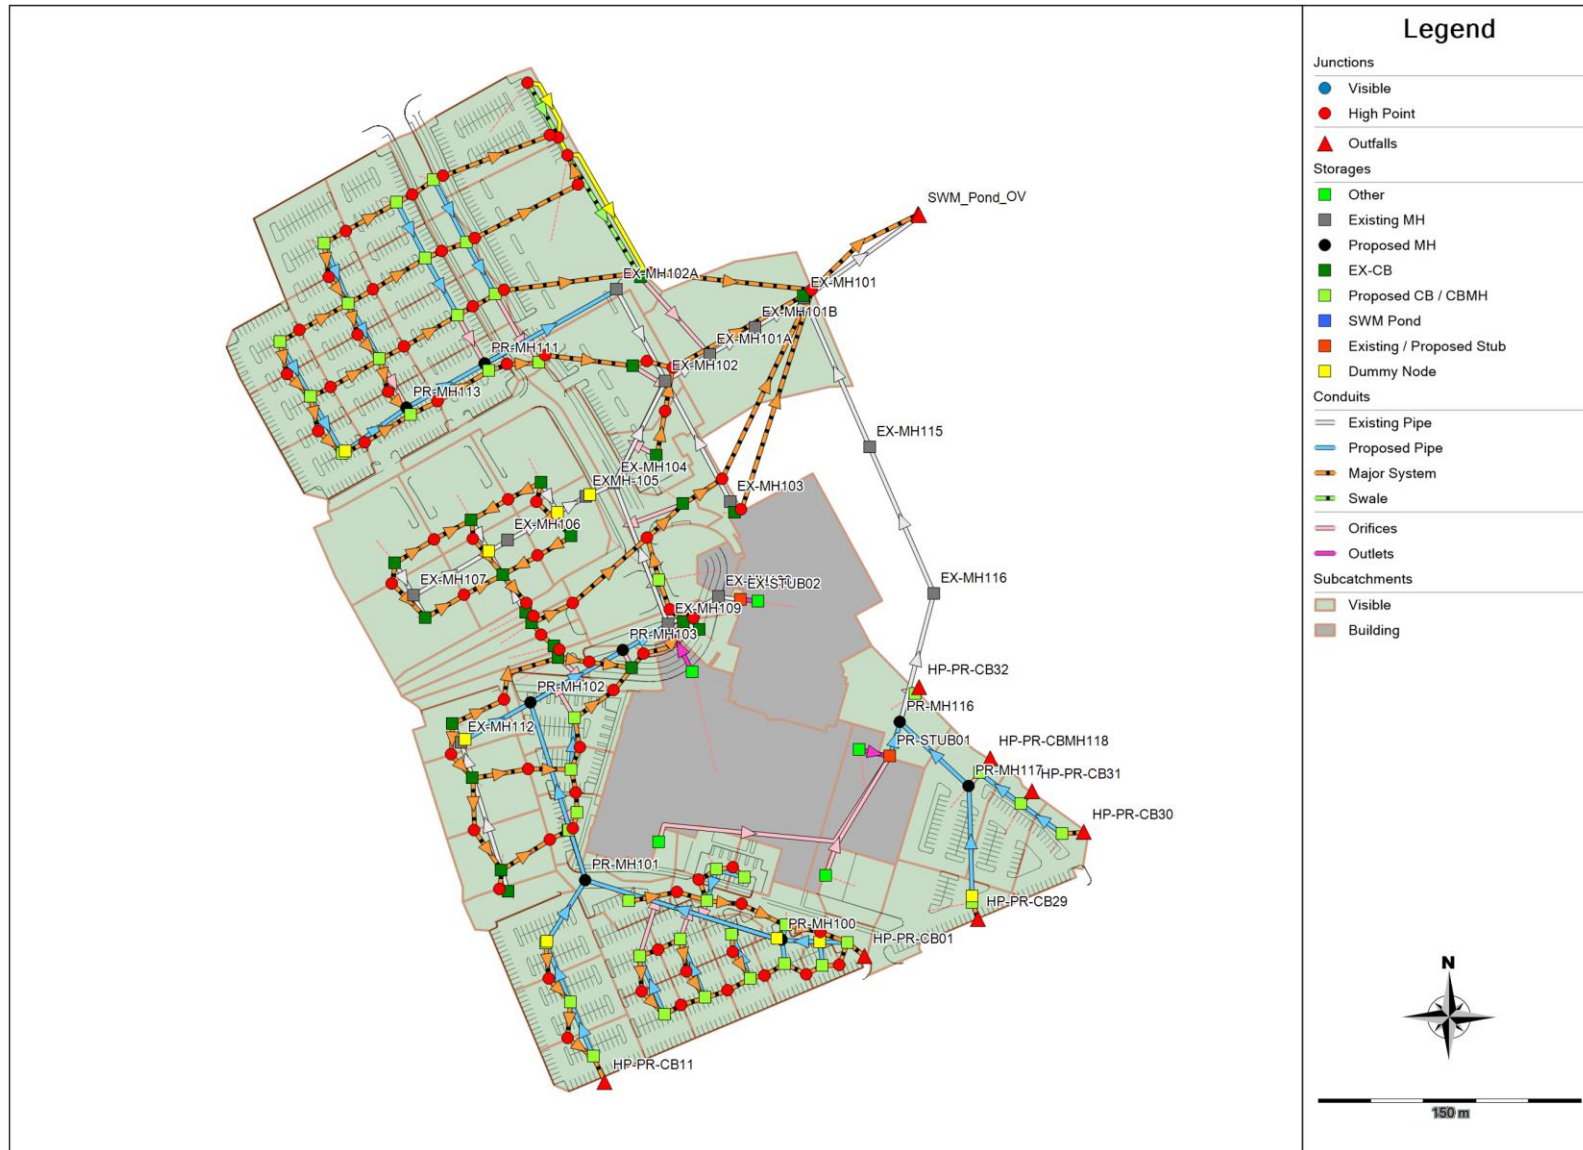 Legend
Junctions
Visible
High Point
Outfalls
Storages
Other
Existing MH
Proposed MH
EX-CB
Proposed CB / CBMH
SWM Pond
Existing / Proposed Stub
Dummy Node
Conduits
Existing Pipe
Proposed Pipe
Major System
Swale
Orifices
Outlets
Subcatchments
Visible
Building
N
150 m
SWM_Pond_OV
EX-MH102A
EX-MH101
EX-MH101B
EX-MH101A
PR-MH111
EX-MH102
PR-MH113
EX-MH115
EX-MH104
EXMH-105
EX-MH103
EX-MH106
EX-MH107
EX-STUB02
EX-MH116
EX-MH109
PR-MH103
HP-PR-CB32
PR-MH102
PR-MH116
EX-MH112
PR-STUB01
HP-PR-CBMH118
PR-MH117
HP-PR-CB31
HP-PR-CB30
PR-MH101
HP-PR-CB29
PR-MH100
HP-PR-CB01
HP-PR-CB11